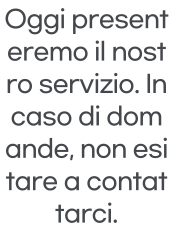 Oggi present
eremo il nost
ro servizio. In
caso di dom
ande, non esi
tare a contat
tarci.